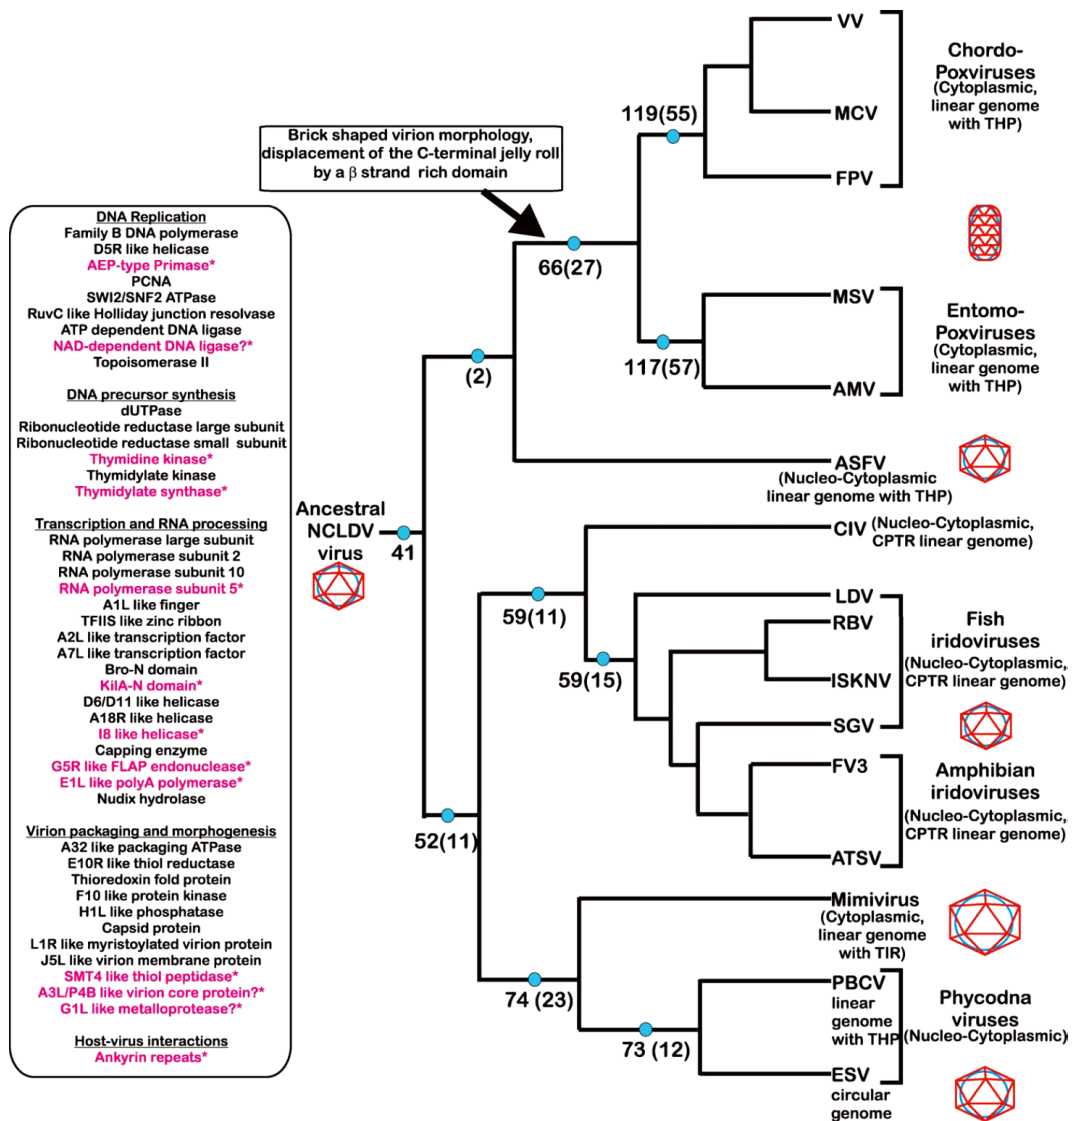 DNA Replication
Family B DNA polymerase
D5R like helicase
AEP-type Primase*
PCNA
SWI2/SNF2 ATPase
RuvC like Holliday junction resolvase
ATP dependent DNA ligase
NAD-dependent DNA ligase?*
Topoisomerase II
DNA precursor synthesis
dUTPase
Ribonucleotide reductase large subunit
Ribonucleotide reductase small subunit
Thymidine kinase*
Thymidylate kinase
Thymidylate synthase*
Transcription and RNA processing
RNA polymerase large subunit
RNA polymerase subunit 2
RNA polymerase subunit 10
RNA polymerase subunit 5*
A1L like finger
TFIIS like zinc ribbon
A2L like transcription factor
A7L like transcription factor
Bro-N domain
KilA-N domain*
D6/D11 like helicase
A18R like helicase
I8 like helicase*
Capping enzyme
G5R like FLAP endonuclease*
E1L like polyA polymerase*
Nudix hydrolase
Virion packaging and morphogenesis
A32 like packaging ATPase
E10R like thiol reductase
Thioredoxin fold protein
F10 like protein kinase
H1L like phosphatase
Capsid protein
L1R like myristoylated virion protein
J5L like virion membrane protein
SMT4 like thiol peptidase*
A3L/P4B like virion core protein?*
G1L like metalloprotease?*
Host-virus interactions
Ankyrin repeats*
Ancestral
NCLDV
virus
41
Brick shaped virion morphology,
displacement of the C-terminal jelly roll
by a β strand rich domain
(2)
66(27)
119(55)
117(57)
52(11)
59(11)
59(15)
74 (23)
73 (12)
VV
MCV
FPV
Chordo-
Poxviruses
(Cytoplasmic,
linear genome
with THP)
MSV
AMV
Entomo-
Poxviruses
(Cytoplasmic,
linear genome
with THP)
ASFV
(Nucleo-Cytoplasmic
linear genome with THP)
CIV
(Nucleo-Cytoplasmic,
CPTR linear genome)
LDV
RBV
ISKNV
SGV
Fish
iridoviruses
(Nucleo-Cytoplasmic,,
CPTR linear genome)
FV3
ATSV
Amphibian
iridoviruses
(Nucleo-Cytoplasmic,,
CPTR linear genome)
Mimivirus
(Cytoplasmic,
linear genome
with TIR)
PBCV
linear
genome
with THP
ESV
circular
genome
Phycodna
viruses
(Nucleo-Cytoplasmic)